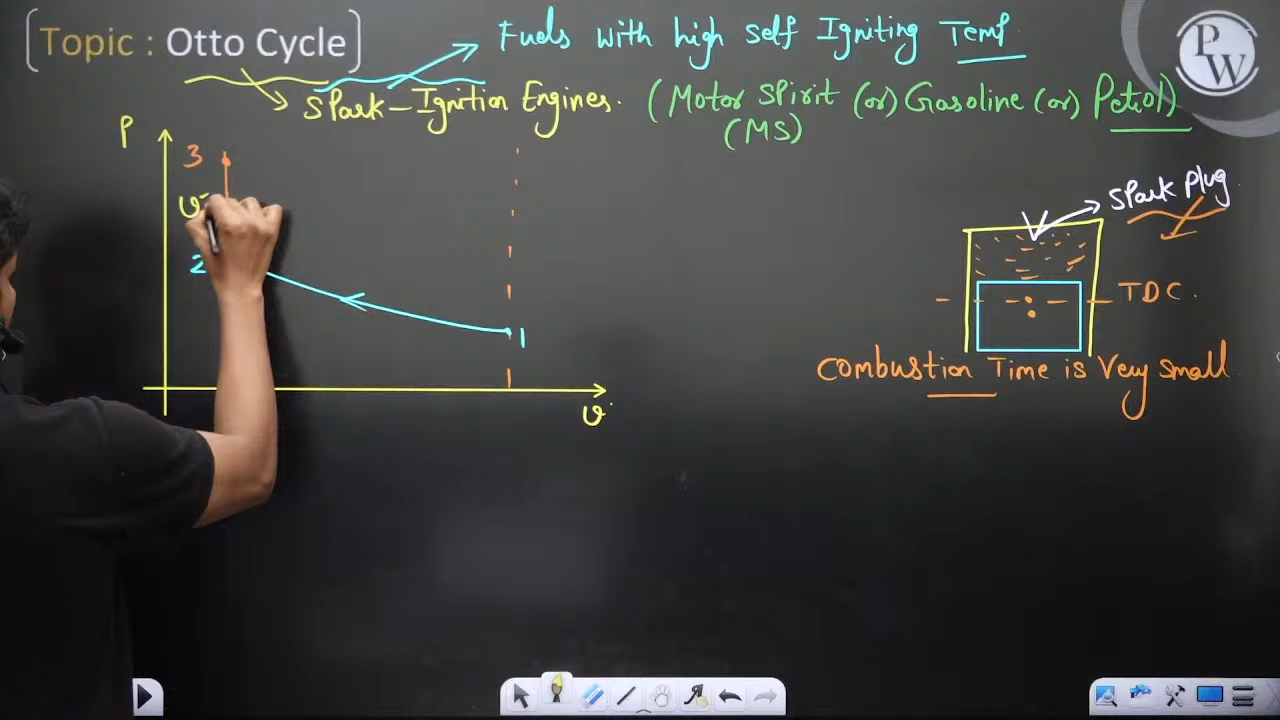 [Topic : Otto Cycle]
Fuels with high Self Igniting Temp
Spark-Ignition Engines. (Motor Spirit (or) Gasoline (or) Petrol)
(MS)
P
3
2
1
v
PW
Spark Plug
TDC.
Combustion Time is Very Small